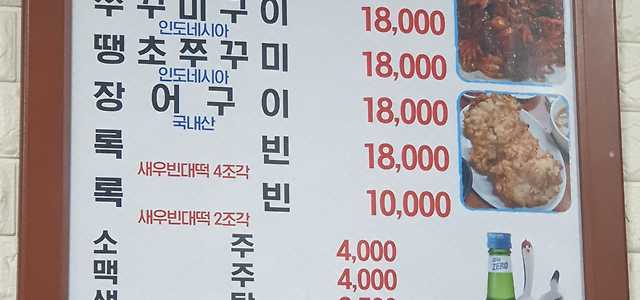 쭈꾸미구이 18,000
인도네시아
땡초쭈꾸미 18,000
인도네시아
장어구이 18,000
국내산
록빈 18,000
새우빈대떡 4조각
록빈 10,000
새우빈대떡 2조각
소주 4,000
맥주 4,000
ZERO